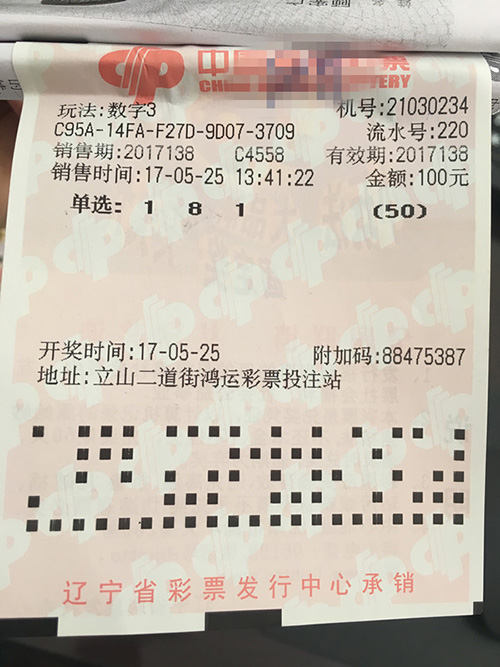 玩法:数字3 机号:21030234
C95A-14FA-F27D-9D07-3709 流水号:220
销售期:2017138 C4558 有效期:2017138
销售时间:17-05-25 13:41:22 金额:100元
单选: 1 8 1 (50)
开奖时间:17-05-25 附加码:88475387
地址:立山二道街鸿运彩票投注站
辽宁省彩票发行中心承销